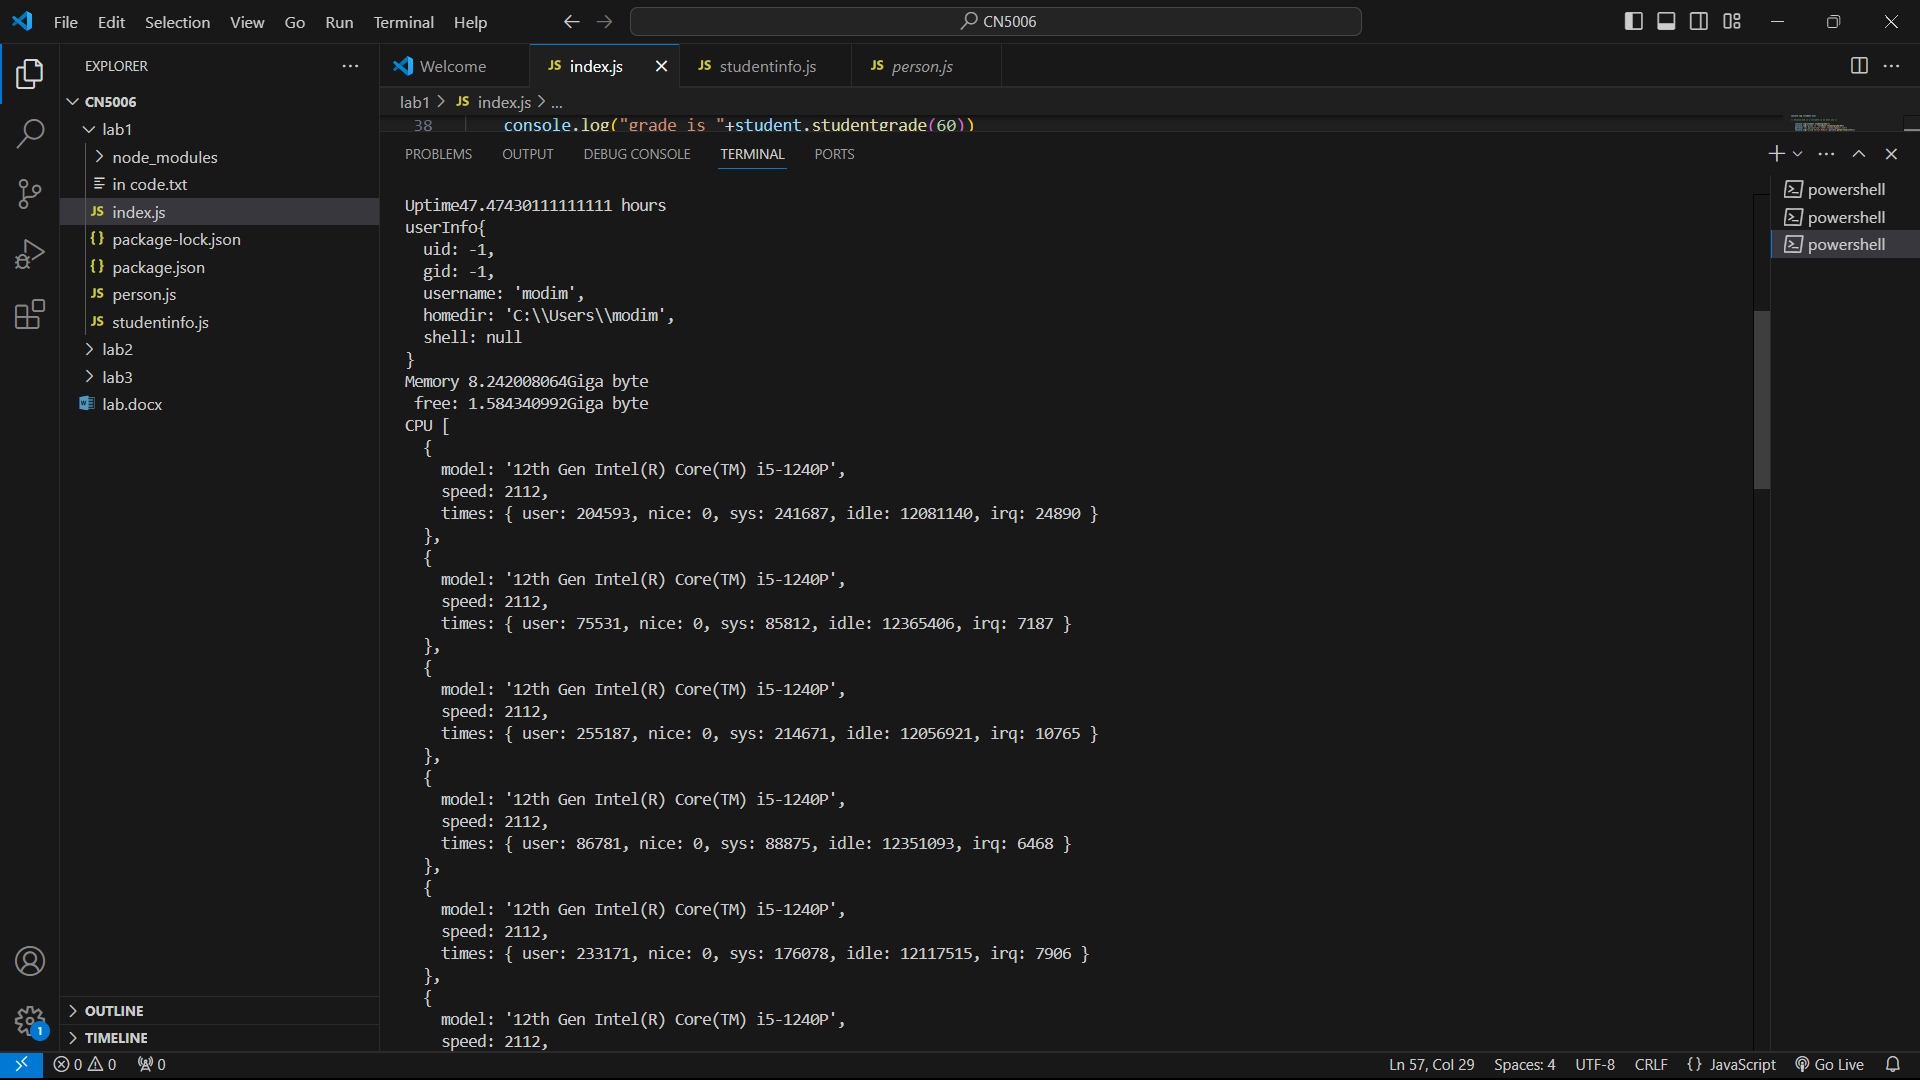 File Edit Selection View Go Run Terminal Help
CN5006
EXPLORER
CN5006
lab1
node_modules
in code.txt
JS index.js
{} package-lock.json
{} package.json
JS person.js
JS studentinfo.js
lab2
lab3
lab.docx
OUTLINE
TIMELINE
Welcome JS index.js JS studentinfo.js JS person.js
lab1 > JS index.js > ...
38 console.log("grade is "+student.studentgrade(60))
PROBLEMS OUTPUT DEBUG CONSOLE TERMINAL PORTS
Uptime47.47430111111111 hours
userInfo{
uid: -1,
gid: -1,
username: 'modim',
homedir: 'C:\\Users\\modim',
shell: null
}
Memory 8.242008064Giga byte
free: 1.584340992Giga byte
CPU [
{
model: '12th Gen Intel(R) Core(TM) i5-1240P',
speed: 2112,
times: { user: 204593, nice: 0, sys: 241687, idle: 12081140, irq: 24890 }
},
{
model: '12th Gen Intel(R) Core(TM) i5-1240P',
speed: 2112,
times: { user: 75531, nice: 0, sys: 85812, idle: 12365406, irq: 7187 }
},
{
model: '12th Gen Intel(R) Core(TM) i5-1240P',
speed: 2112,
times: { user: 255187, nice: 0, sys: 214671, idle: 12056921, irq: 10765 }
},
{
model: '12th Gen Intel(R) Core(TM) i5-1240P',
speed: 2112,
times: { user: 86781, nice: 0, sys: 88875, idle: 12351093, irq: 6468 }
},
{
model: '12th Gen Intel(R) Core(TM) i5-1240P',
speed: 2112,
times: { user: 233171, nice: 0, sys: 176078, idle: 12117515, irq: 7906 }
},
{
model: '12th Gen Intel(R) Core(TM) i5-1240P',
speed: 2112,
powershell
powershell
powershell
1
0 0 0
Ln 57, Col 29 Spaces: 4 UTF-8 CRLF {} JavaScript Go Live